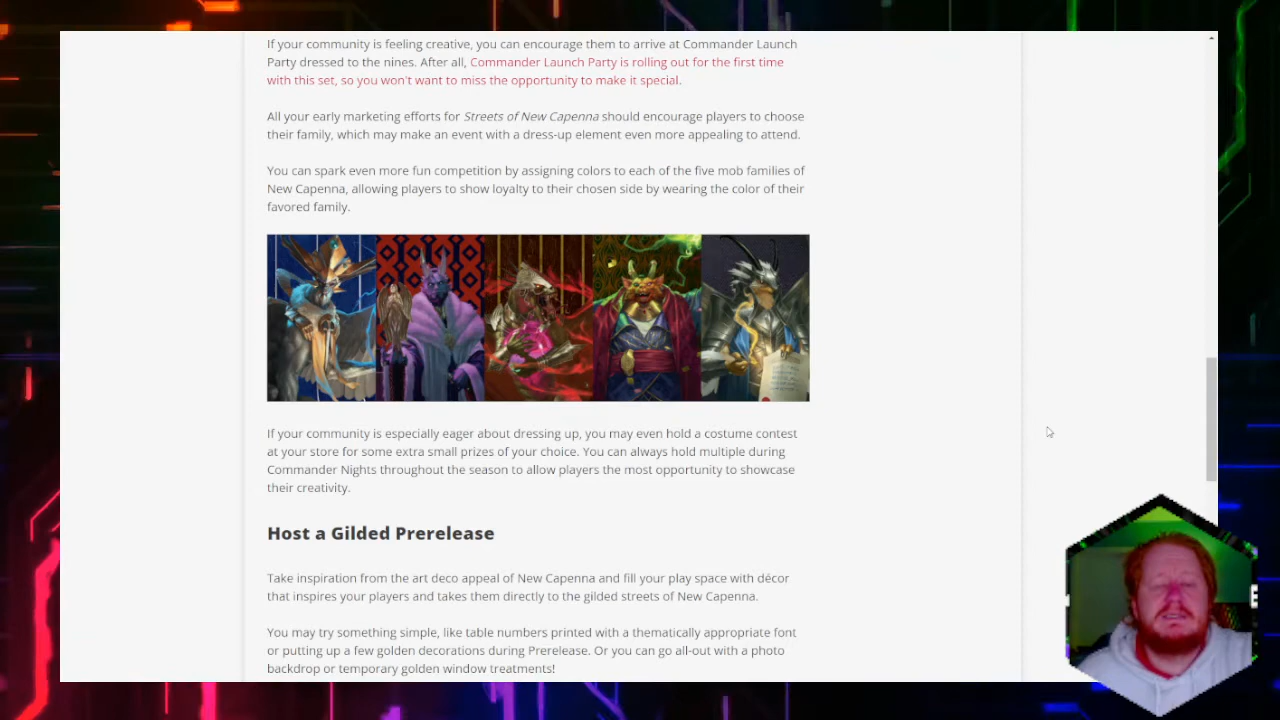 If your community is feeling creative, you can encourage them to arrive at Commander Launch
Party dressed to the nines. After all, Commander Launch Party is rolling out for the first time
with this set, so you won't want to miss the opportunity to make it special.
All your early marketing efforts for Streets of New Capenna should encourage players to choose
their family, which may make an event with a dress-up element even more appealing to attend.
You can spark even more fun competition by assigning colors to each of the five mob families of
New Capenna, allowing players to show loyalty to their chosen side by wearing the color of their
favored family.
If your community is especially eager about dressing up, you may even hold a costume contest
at your store for some extra small prizes of your choice. You can always hold multiple during
Commander Nights throughout the season to allow players the most opportunity to showcase
their creativity.
Host a Gilded Prerelease
Take inspiration from the art deco appeal of New Capenna and fill your play space with décor
that inspires your players and takes them directly to the gilded streets of New Capenna.
You may try something simple, like table numbers printed with a thematically appropriate font
or putting up a few golden decorations during Prerelease. Or you can go all-out with a photo
backdrop or temporary golden window treatments!